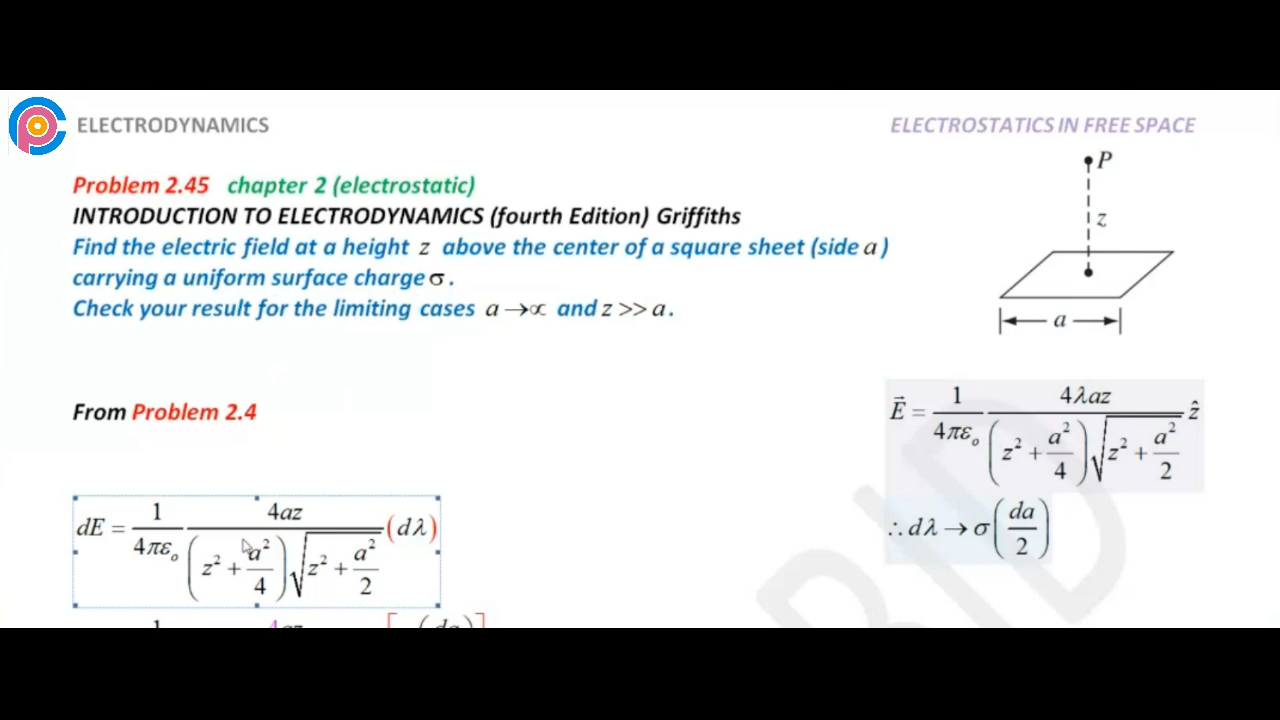 ELECTRODYNAMICS
ELECTROSTATICS IN FREE SPACE
Problem 2.45 chapter 2 (electrostatic)
INTRODUCTION TO ELECTRODYNAMICS (fourth Edition) Griffiths
Find the electric field at a height z above the center of a square sheet (side a)
carrying a uniform surface charge σ.
Check your result for the limiting cases a →∝ and z >> a.
P
z
a
From Problem 2.4
E⃗ = 1/(4πε₀) 4λaz/((z² + a²/4)√(z² + a²/2)) ẑ
dE = 1/(4πε₀) 4az/((z² + a²/4)√(z² + a²/2)) (dλ)
∴ dλ → σ(da/2)